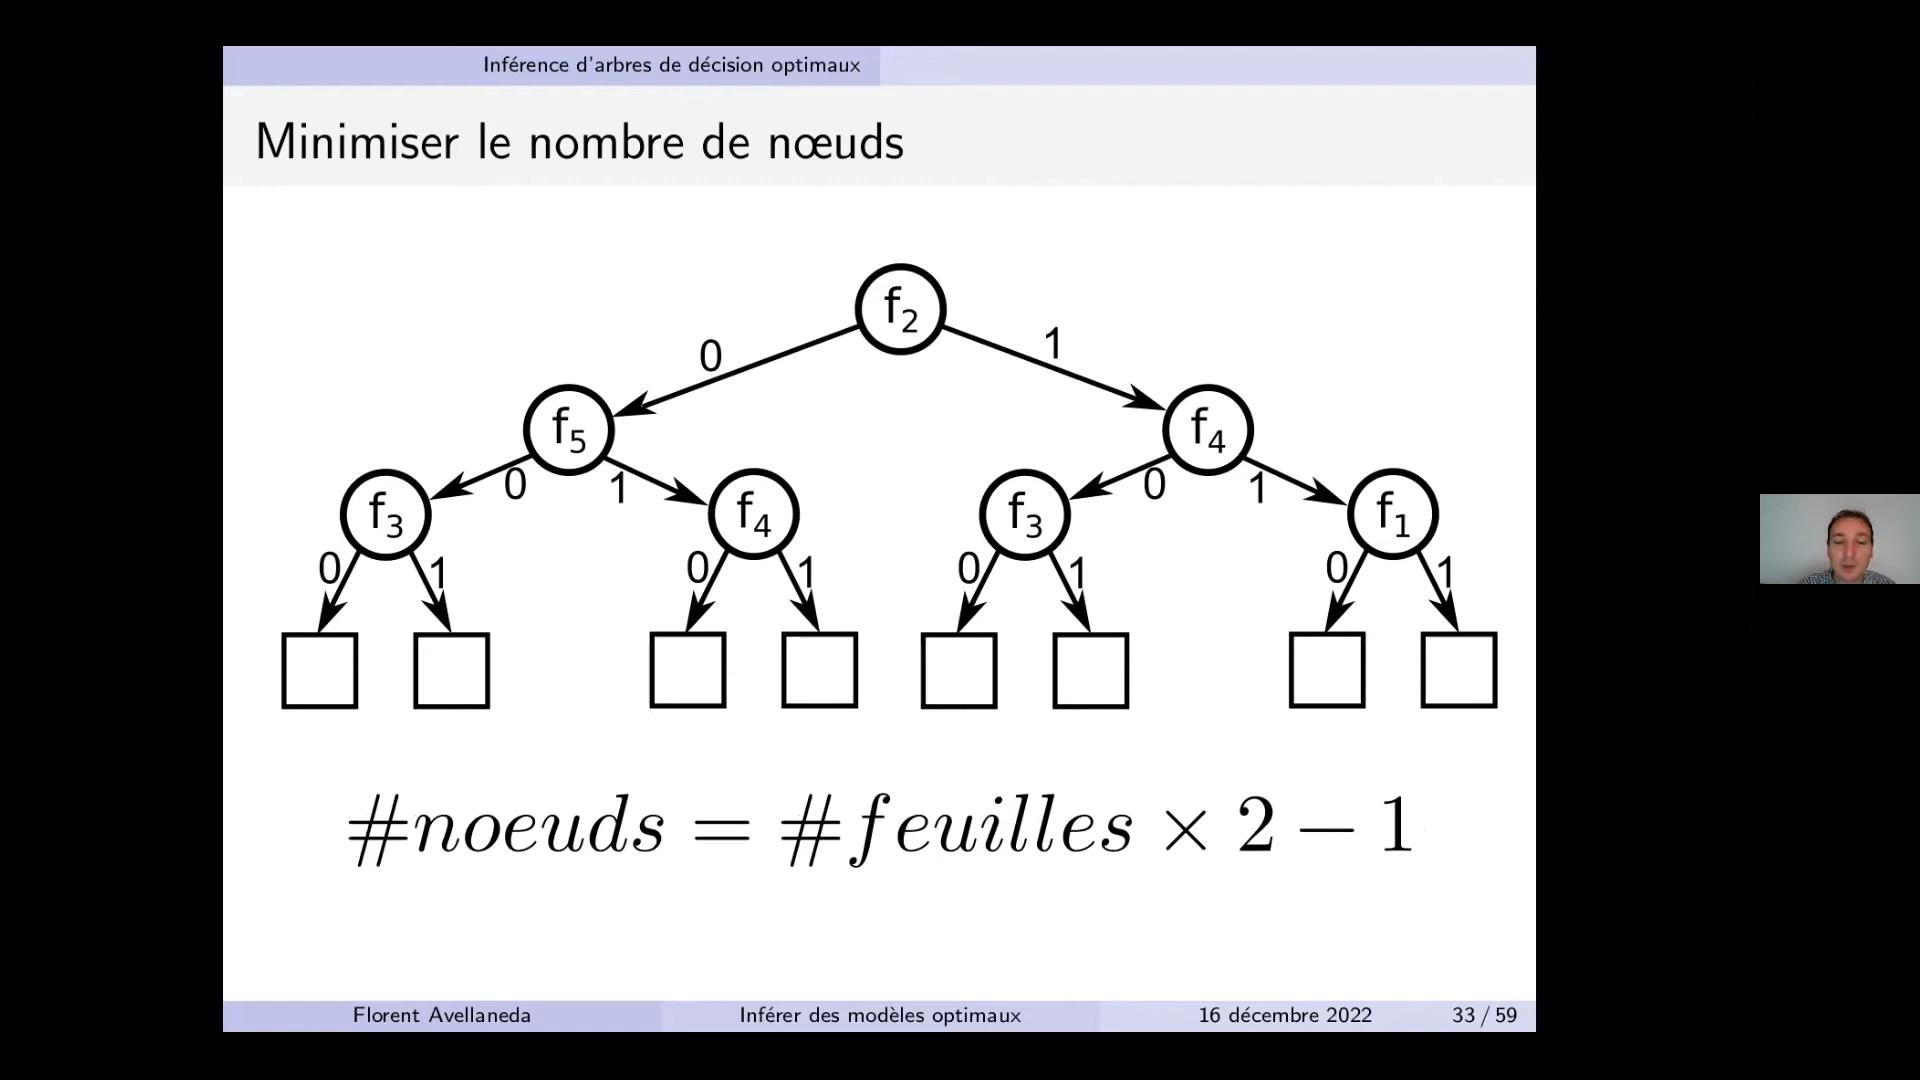 Inférence d'arbres de décision optimaux
Minimiser le nombre de nœuds
f2
0 1
f5 f4
0 1 0 1
f3 f4 f3 f1
0 1 0 1 0 1 0 1
#noeuds = #feuilles × 2 − 1
Florent Avellaneda Inférer des modèles optimaux 16 décembre 2022 33 / 59